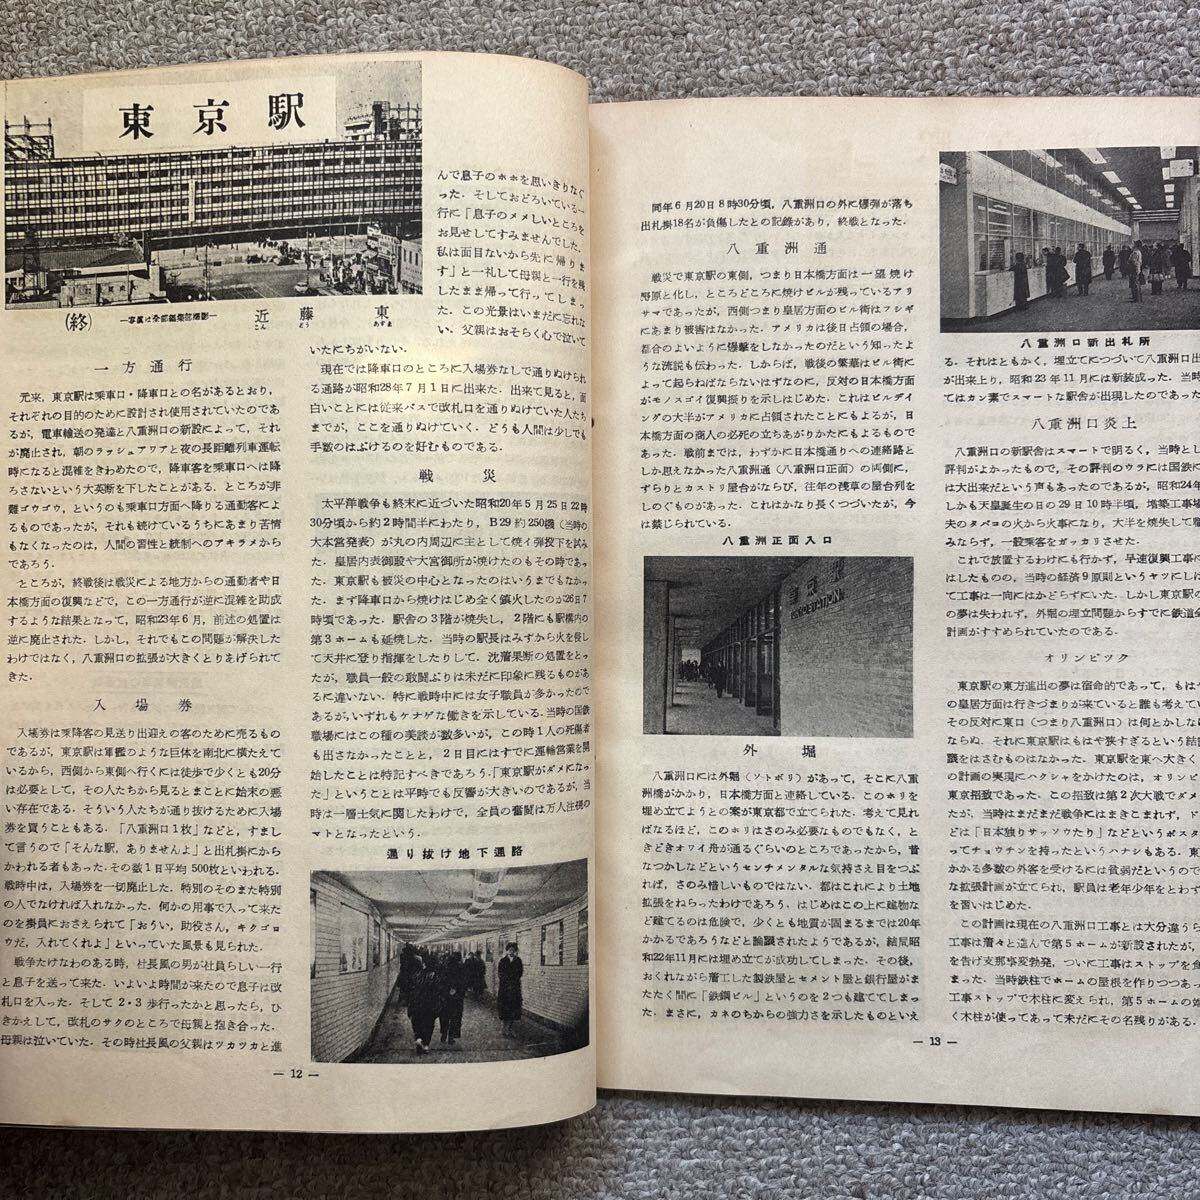 東京駅
(終)
—写真は全部編集部撮影—
近藤東
こん どう あずま
一方通行
元来，東京駅は乗車口・降車口との名があるとおり，
それぞれの目的のために設計され使用されていたのであ
るが，電車輸送の発達と八重洲口の新設によって，それ
が廃止され，朝のラッシュアワアと夜の長距離列車運転
時になると混雑をきわめたので，降車客を乗車口へは降
ろさないという大英断を下したことがある．ところが非
難ゴウゴウ，というのも乗車口方面へ降りる通勤客によ
るものであったが，それも続けているうちにあまり苦情
もなくなったのは，人間の習性と統制へのアキラメから
であろう．
ところが，終戦後は戦災による地方からの通勤者や日
本橋方面の復興などで，この一方通行が逆に混雑を助成
するような結果となって，昭和23年6月，前述の処置は
逆に廃止された．しかし，それでもこの問題が解決した
わけではなく，八重洲口の拡張が大きくとりあげられて
きた．
入場券
入場券は乗降客の見送り出迎えの客のために売るもの
であるが，東京駅は軍艦のような巨体を南北に横たえて
いるから，西側から東側へ行くには徒歩で少くとも20分
は必要として，その人たちから見るとまことに始末の悪
い存在である．そういう人たちが通り抜けるために入場
券を買うこともある．「八重洲口1枚」などと，すまし
て言うので「そんな駅，ありませんよ」と出札掛にから
かわれる者もあった．その数1日平均 500枚といわれる．
戦時中は，入場券を一切廃止した．特別のそのまた特別
の人でなければ入れなかった．何かの用事で入って来た
のを掛員におさえられて「おうい，助役さん，キクゴロ
ウだ，入れてくれよ」といっていた風景も見られた．
戦争たけなわのある時，社長風の男が社員らしい一行
と息子を送って来た．いよいよ時間が来たので息子は改
札口を入った．そして2・3歩行ったかと思ったら，ひ
きかえして，改札のサクのところで母親と抱き合った．
母親は泣いていた．その時社長風の父親はツカツカと進
んで息子のホホを思いきりなぐ
った．そしておどろいている一
行に「息子のメメしいところを
お見せしてすみませんでした．
私は面目ないから先に帰りま
す」と一礼して母親と一行を残
したまま帰って行ってしまっ
た．この光景はいまだに忘れな
い．父親はおそらく心で泣いて
いたにちがいない．
現在では降車口のところに入場券なしで通りぬけられ
る通路が昭和28年7月1日に出来た．出来て見ると，面
白いことには従来パスで改札口を通りぬけていた人たち
までが，ここを通りぬけていく．どうも人間は少しでも
手数のはぶけるのを好むものである．
戦災
太平洋戦争も終末に近づいた昭和20年5月25日22時
30分頃から約2時間半にわたり，B29約250機（当時の
大本営発表）が丸の内周辺に主として焼イ弾投下を試み
た．皇居内表御殿や大宮御所が焼けたのもその時であっ
た．東京駅も被災の中心となったのはいうまでもなかっ
た．まず降車口から焼けはじめ全く鎮火したのが26日7
時頃であった．駅舎の3階が焼失し，2階にも駅構内の
第3ホームも延焼した．当時の駅長はみずから火を長し
て天井に登り指揮をしたりして，沈着果断の処置をとっ
たが，職員一般の敢闘ぶりは未だに印象に残るものがあ
るに違いない．特に戦時中には女子職員が多かったので
あるが，いずれもケナゲな働きを示している．当時の国鉄
職場にはこの種の美談が数多いが，この時1人の死傷者
も出さなかったことと，2日目にはすでに運輸営業を開
始したことは特記すべきであろう．「東京駅がダメになっ
た」ということは平時でも反響が大きいのであるが，当
時は一層士気に関したわけで，全員の奮闘は万人注視の
マトとなったという．
通り抜け地下通路
— 12 —
同年6月20日8時30分頃，八重洲口の外に爆弾が落ち
出札掛18名が負傷したとの記録があり，終戦となった．
八重洲通
戦災で東京駅の東側，つまり日本橋方面は一望焼け
野原と化し，ところどころに焼けビルが残っているアリ
サマであったが，西側つまり皇居方面のビル街はフシギ
にあまり被害はなかった．アメリカは後日占領の場合，
都合のよいように爆撃をしなかったのだという知ったよ
うな流説も伝わった．しからば，戦後の繁華はビル街に
よって起らねばならないはずなのに，反対の日本橋方面
がモノスゴイ復興振りを示しはじめた．これはビルデイ
ングの大半がアメリカに占領されたことにもよるが，日
本橋方面の商人の必死の立ちあがりかたにもよるもので
あった．戦前までは，わずかに日本橋通りへの連絡路と
しか思えなかった八重洲通（八重洲口正面）の両側に，
ずらりとカストリ屋台がならび，往年の浅草の屋台列を
しのぐものがあった．これはかなり長くつづいたが，今
は禁じられている．
八重洲正面入口
東京駅
TOKYO STATION
外堀
八重洲口には外堀（ソトボリ）があって，そこに八重
洲橋がかかり，日本橋方面と連絡している．このホリを
埋め立てようとの案が東京都で立てられた．考えて見れ
ばなるほど，このホリはさのみ必要なものでもなく，と
きどきオワイ舟が通るぐらいのところであったから，昔
なつかしなどというセンチメンタルな気持さえ目をつぶ
れば，さのみ惜しいものではない．都はこれにより土地
拡張をねらったわけであろう．はじめはこの上に建物な
ど建てるのは危険で，少くとも地質が固まるまでは20年
かかるであろうなどと論議されたようであるが，結局昭
和22年11月には埋め立てが成功してしまった．その後，
おくれながら着工した製鉄屋とセメント屋と銀行屋がま
たたく間に「鉄鋼ビル」というのを2つも建ててしまっ
た．まさに，カネのちからの強力さを示したものといえ
八重洲口新出札所
る．それはともかく，埋立てにつづいて八重洲口出
が出来上り，昭和23年11月には新装成った．当時
てはカン素でスマートな駅舎が出現したのであった
八重洲口炎上
八重洲口の新駅舎はスマートで明るく，当時とし
評判がよかったもので，その評判のウラには国鉄に
は大出来だという声もあったのであるが，昭和24年
しかも天皇誕生の日の29日10時半頃，増築工事場
夫のタバコの火から火事になり，大半を焼失して職
みならず，一般乗客をガッカリさせた．
これで放置するわけにも行かず，早速復興工事に
はしたものの，当時の経済9原則というヤツにしば
て工事は一向にはかどらずにいた．しかし東京駅の
の夢は失われず，外堀の埋立問題からすでに鉄道会
計画がすすめられていたのである．
オリンピック
東京駅の東方進出の夢は宿命的であって，もはや
皇居方面は行きづまりが来ていると誰も考えてい
その反対に東口（つまり八重洲口）は何とかしなけ
ならぬ．それに東京駅はもはや狭すぎるという結
議をはさむものはなかった．東京駅を東へ大きく
の計画の実現にハクシャをかけたのは，オリンピ
東京招致であった．この招致は第2次大戦でダメ
たが，当時はまだまだ戦争にはまきこまれず，ド
どは「日本独りサッソウたり」などというポスタ
ってチョウチンを持ったというハナシもある．東
かかる多数の外客を受けるには貧弱だというので
な拡張計画が立てられ，駅員は老年少年をとわず
を習いはじめた．
この計画は現在の八重洲口工事とは大分違う
工事は着々と進んで第5ホームが新設されたが，
を告げ支那事変勃発，ついに工事はストップを食
まった．当時鉄柱でホームの屋根を作りつつあっ
工事ストップで木柱に変えられ，第5ホームの
く木柱が使ってあって未だにその名残りがある．
— 13 —